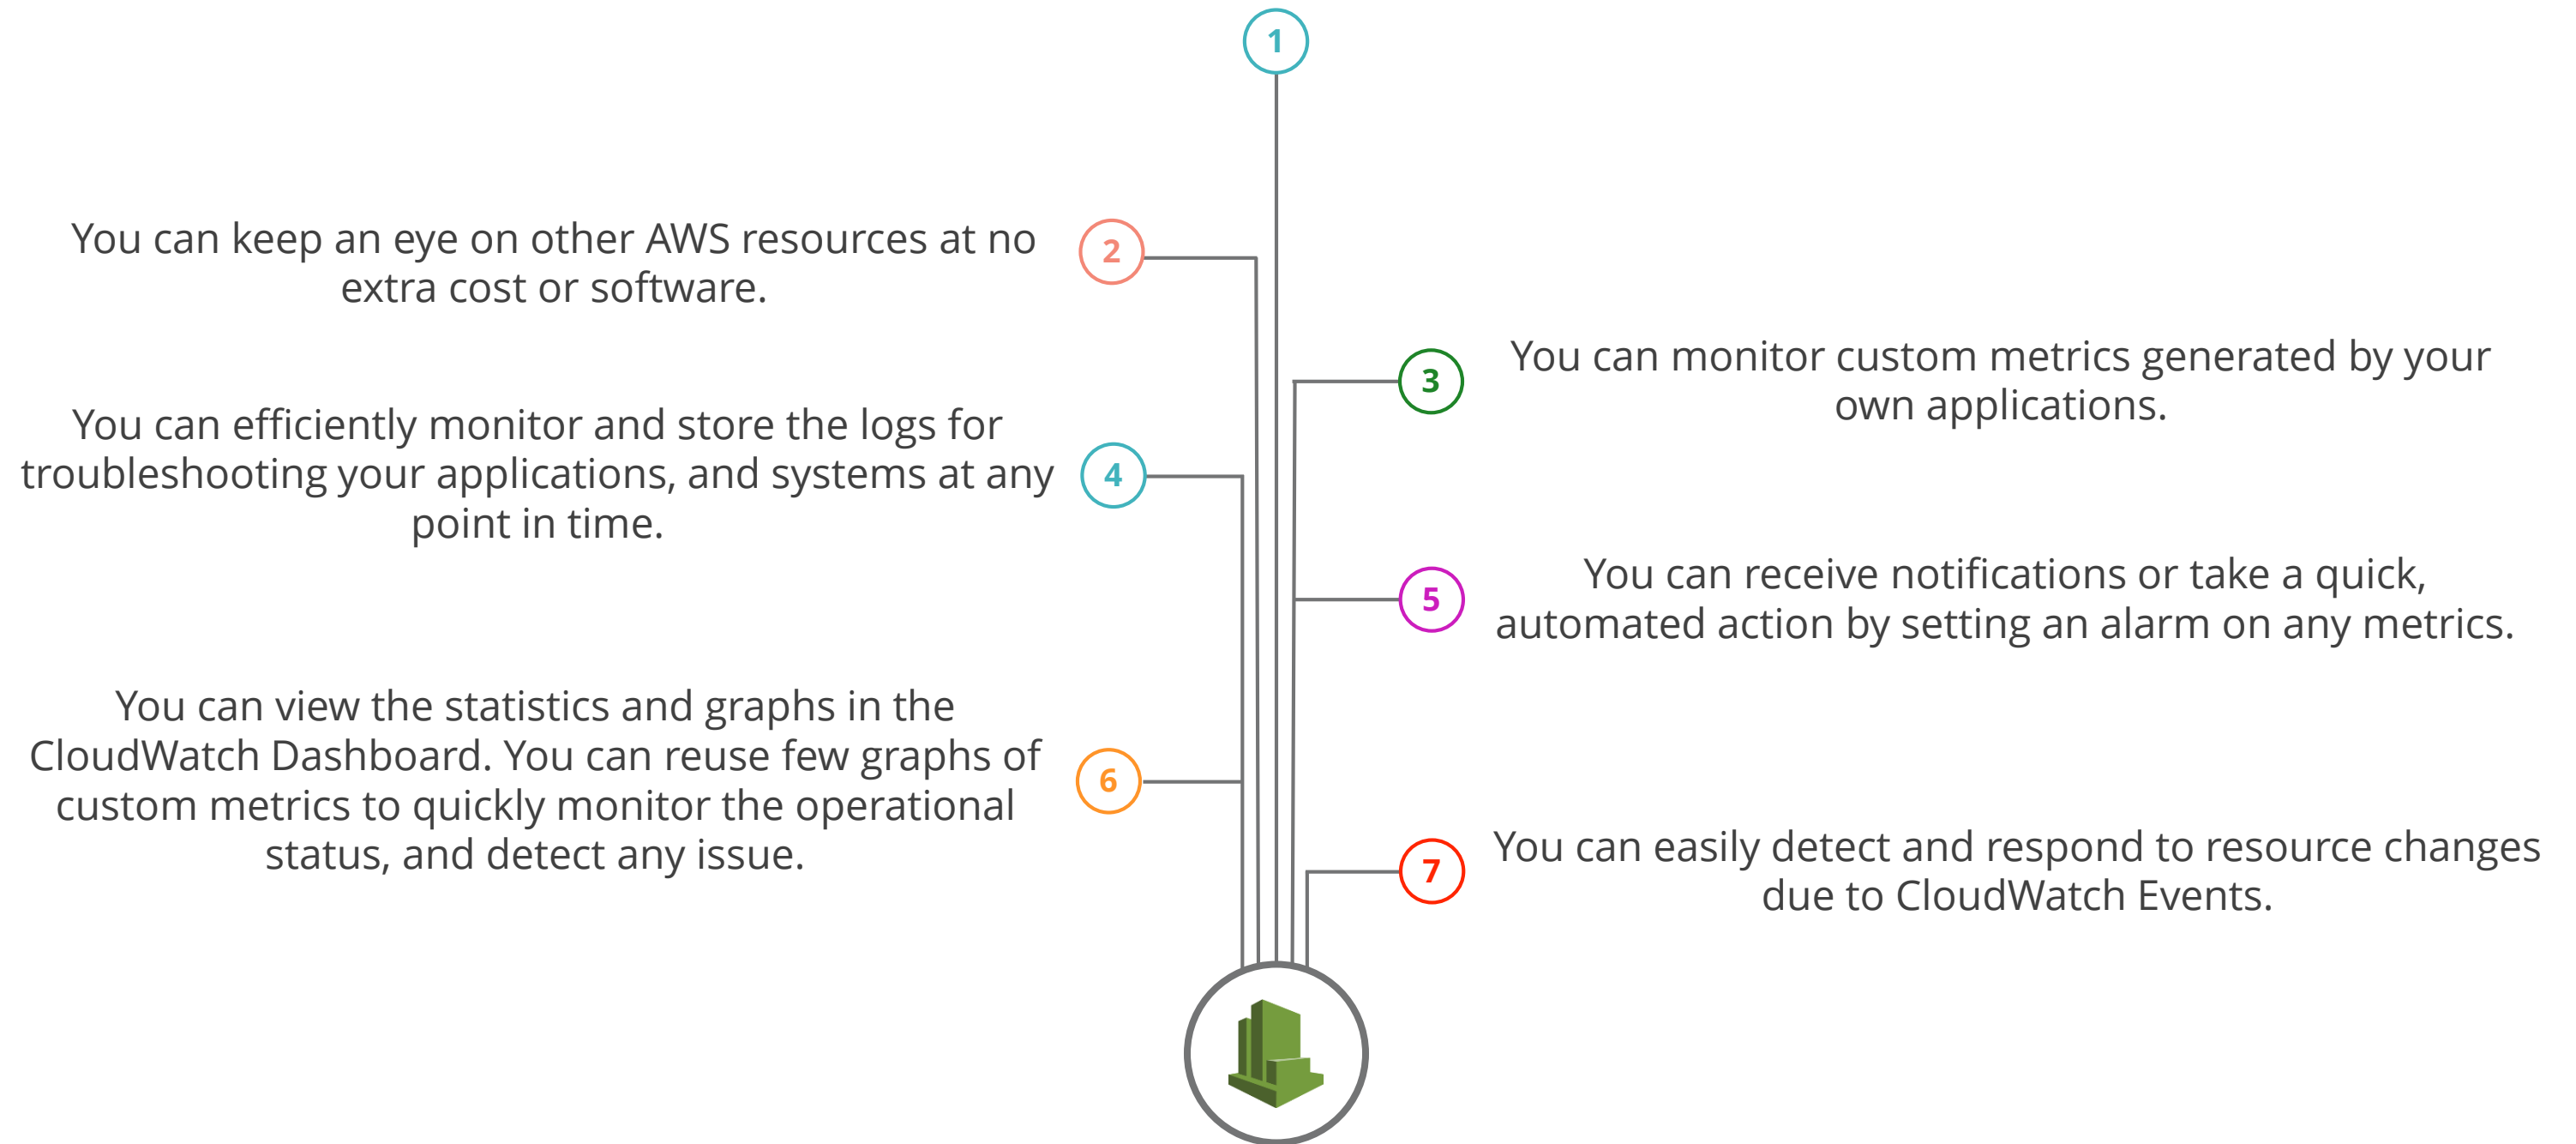 1
2
You can keep an eye on other AWS resources at no
extra cost or software.
3
You can monitor custom metrics generated by your
own applications.
4
You can efficiently monitor and store the logs for
troubleshooting your applications, and systems at any
point in time.
5
You can receive notifications or take a quick,
automated action by setting an alarm on any metrics.
6
You can view the statistics and graphs in the
CloudWatch Dashboard. You can reuse few graphs of
custom metrics to quickly monitor the operational
status, and detect any issue.
7
You can easily detect and respond to resource changes
due to CloudWatch Events.